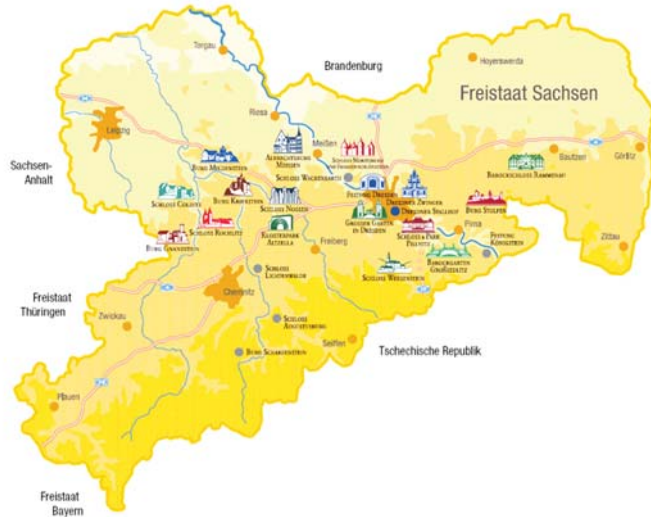 Torgau
Brandenburg
Hoyerswerda
Freistaat Sachsen
Riesa
Leipzig
Meißen
Sachsen-
Anhalt
Burg Mildenstein
Albrechtsburg
Meissen
Schloss Moritzburg
Schloss Wackerbarth
Bautzen
Görlitz
Barockschloss Rammenau
Schloss Colditz
Burg Kriebstein
Schloss Nossen
Festung Dresden
Dresdner Zwinger
Dresdner Stallhof
Burg Stolpen
Schloss Rochlitz
Klosterpark
Altzella
Grosser Garten
in Dresden
Schloss & Park
Pillnitz
Pirna
Festung
Königstein
Burg Gnandstein
Freiberg
Zittau
Schloss
Lichtenwalde
Schloss Weesenstein
Barockgarten
Großsedlitz
Freistaat
Thüringen
Chemnitz
Zwickau
Schloss
Augustusburg
Seiffen
Tschechische Republik
Burg Scharfenstein
Plauen
Freistaat
Bayern